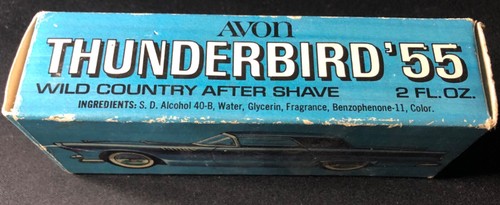 AVON
THUNDERBIRD '55
WILD COUNTRY AFTER SHAVE 2 FL. OZ.
INGREDIENTS: S. D. Alcohol 40-B, Water, Glycerin, Fragrance, Benzophenone-11, Color.